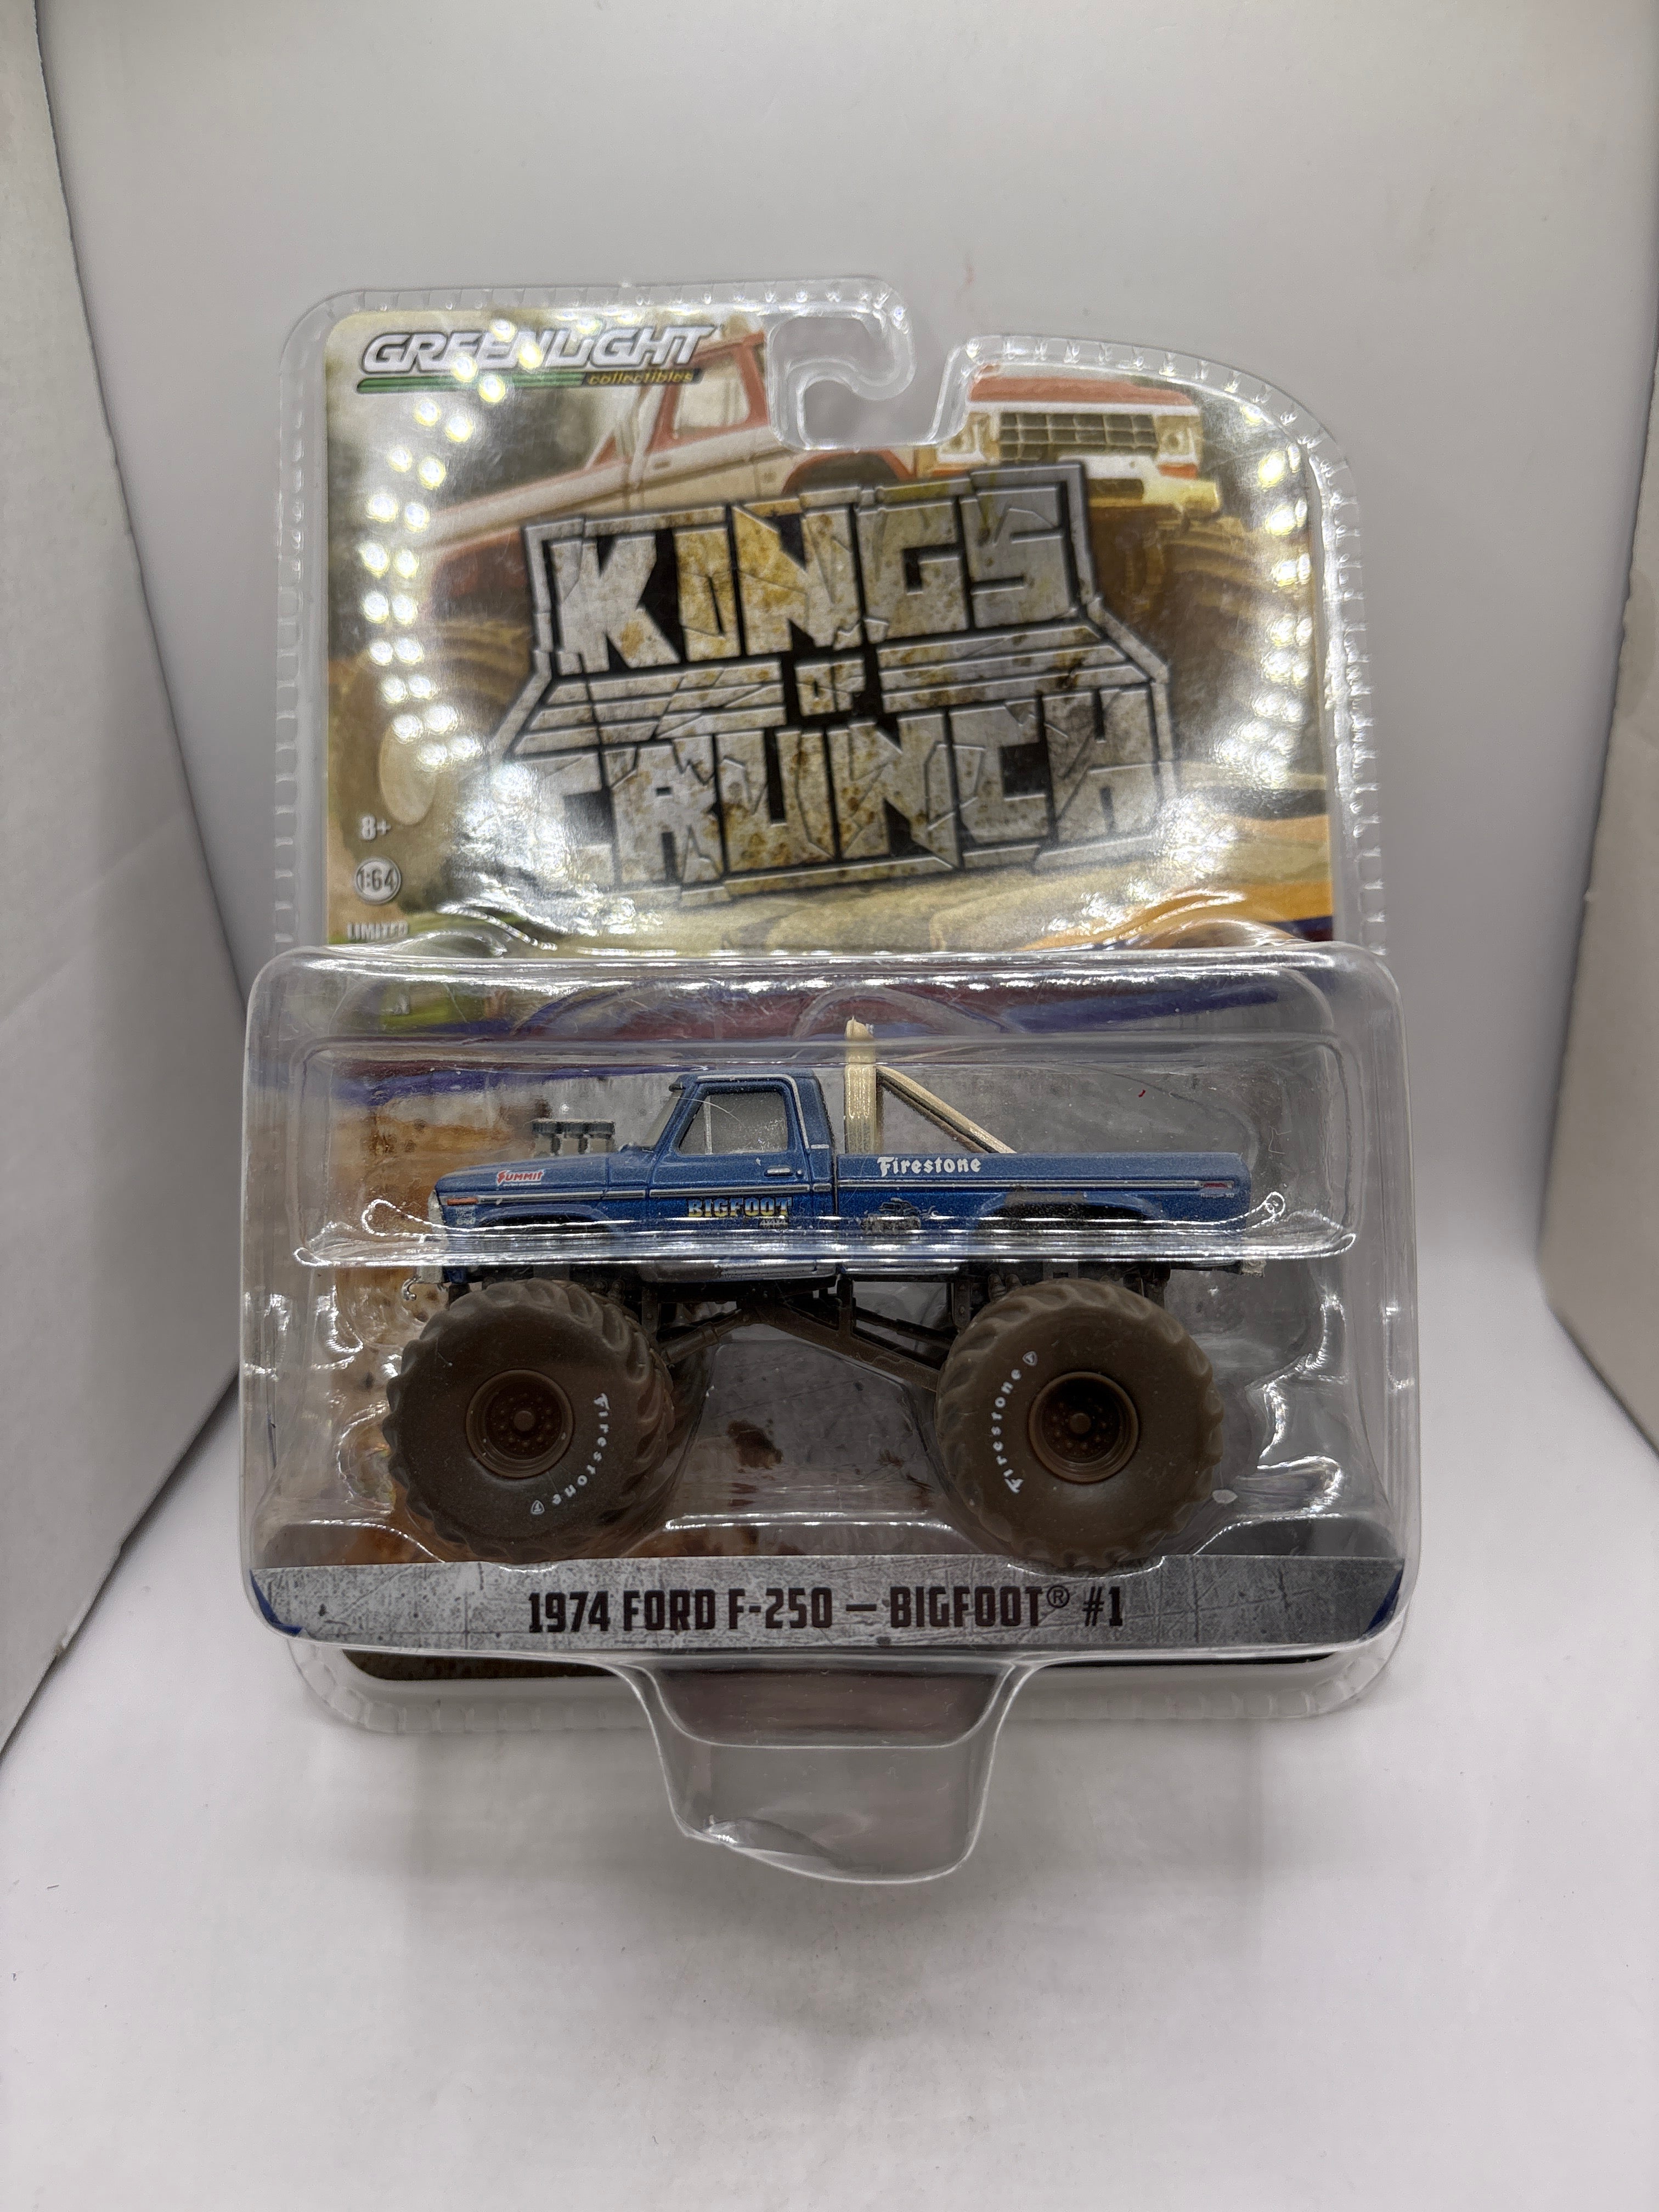 GREENLIGHT
collectibles
KINGS
OF
CRUNCH
8+
1:64
LIMITED
SUMMIT
Firestone
BIGFOOT
4X4X4
Firestone
Firestone
1974 FORD F-250 – BIGFOOT® #1